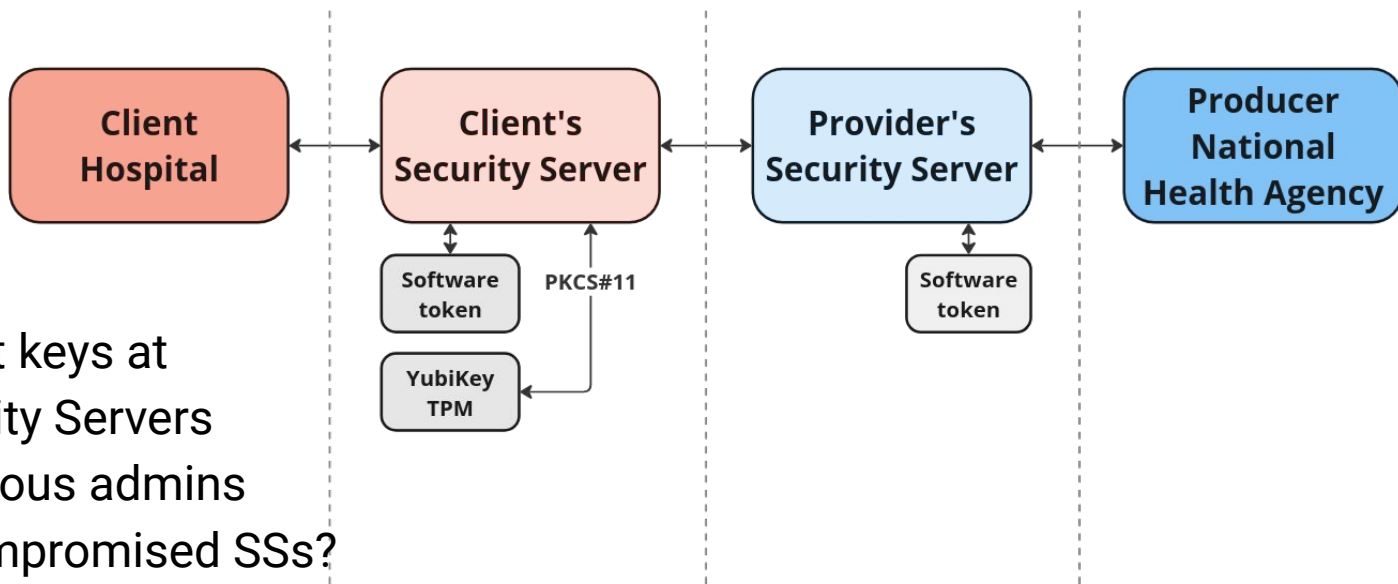 Client
Hospital
Client's
Security Server
Provider's
Security Server
Producer
National
Health Agency
Software
token
PKCS#11
Software
token
YubiKey
TPM
t keys at
ity Servers
ous admins
mpromised SSs?